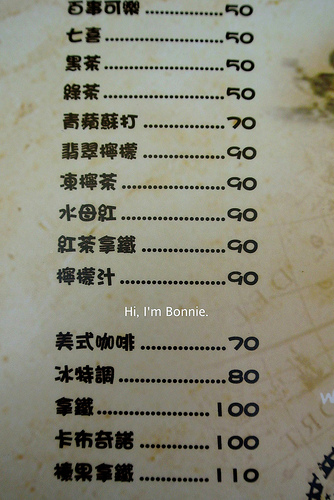 百事可樂..................50
七喜..........................50
黑茶..........................50
綠茶..........................50
青蘋蘇打..................70
翡翠檸檬..................90
凍檸茶......................90
水母紅......................90
紅茶拿鐵..................90
檸檬汁......................90
Hi, I'm Bonnie.
美式咖啡..................70
冰特調......................80
拿鐵..........................100
卡布奇諾..................100
榛果拿鐵..................110